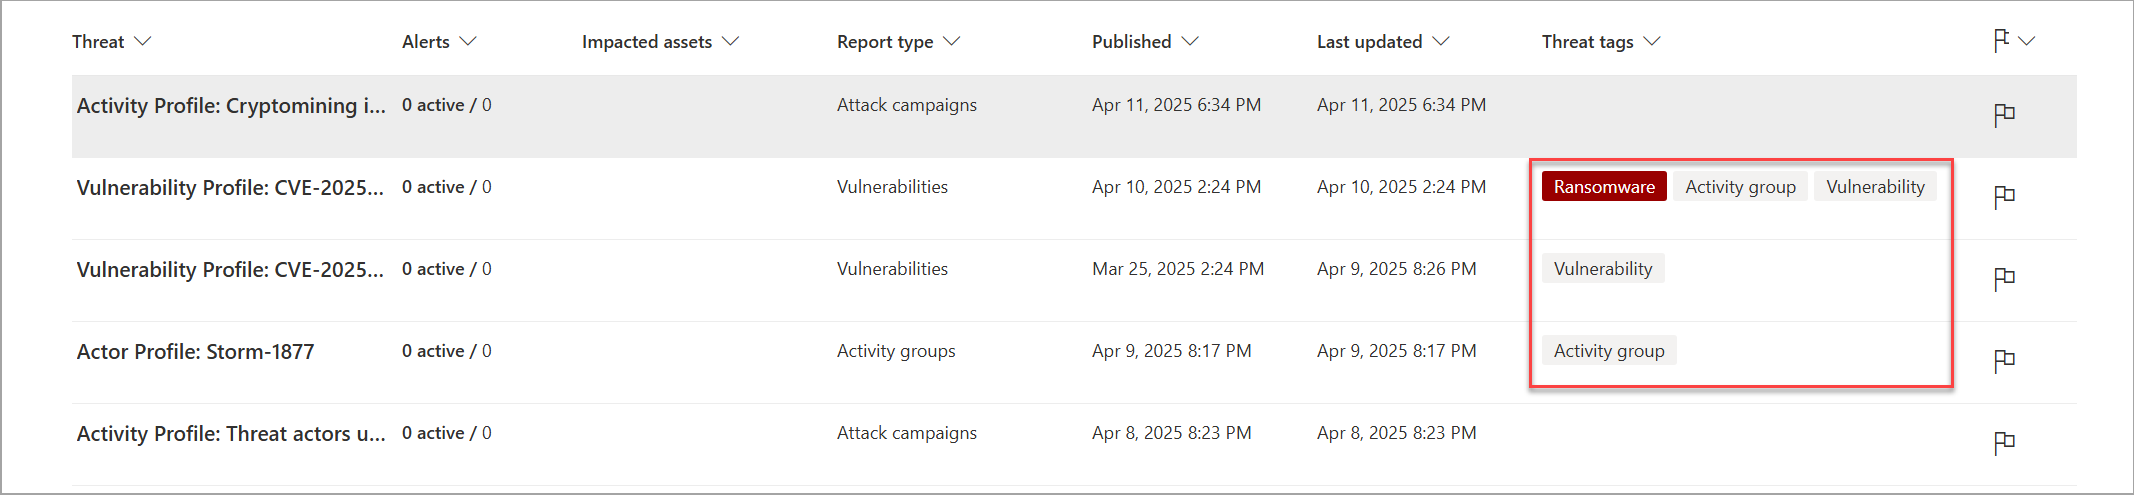 Threat Alerts Impacted assets Report type Published Last updated Threat tags
Activity Profile: Cryptomining i... 0 active / 0 Attack campaigns Apr 11, 2025 6:34 PM Apr 11, 2025 6:34 PM
Vulnerability Profile: CVE-2025... 0 active / 0 Vulnerabilities Apr 10, 2025 2:24 PM Apr 10, 2025 2:24 PM Ransomware Activity group Vulnerability
Vulnerability Profile: CVE-2025... 0 active / 0 Vulnerabilities Mar 25, 2025 2:24 PM Apr 9, 2025 8:26 PM Vulnerability
Actor Profile: Storm-1877 0 active / 0 Activity groups Apr 9, 2025 8:17 PM Apr 9, 2025 8:17 PM Activity group
Activity Profile: Threat actors u... 0 active / 0 Attack campaigns Apr 8, 2025 8:23 PM Apr 8, 2025 8:23 PM